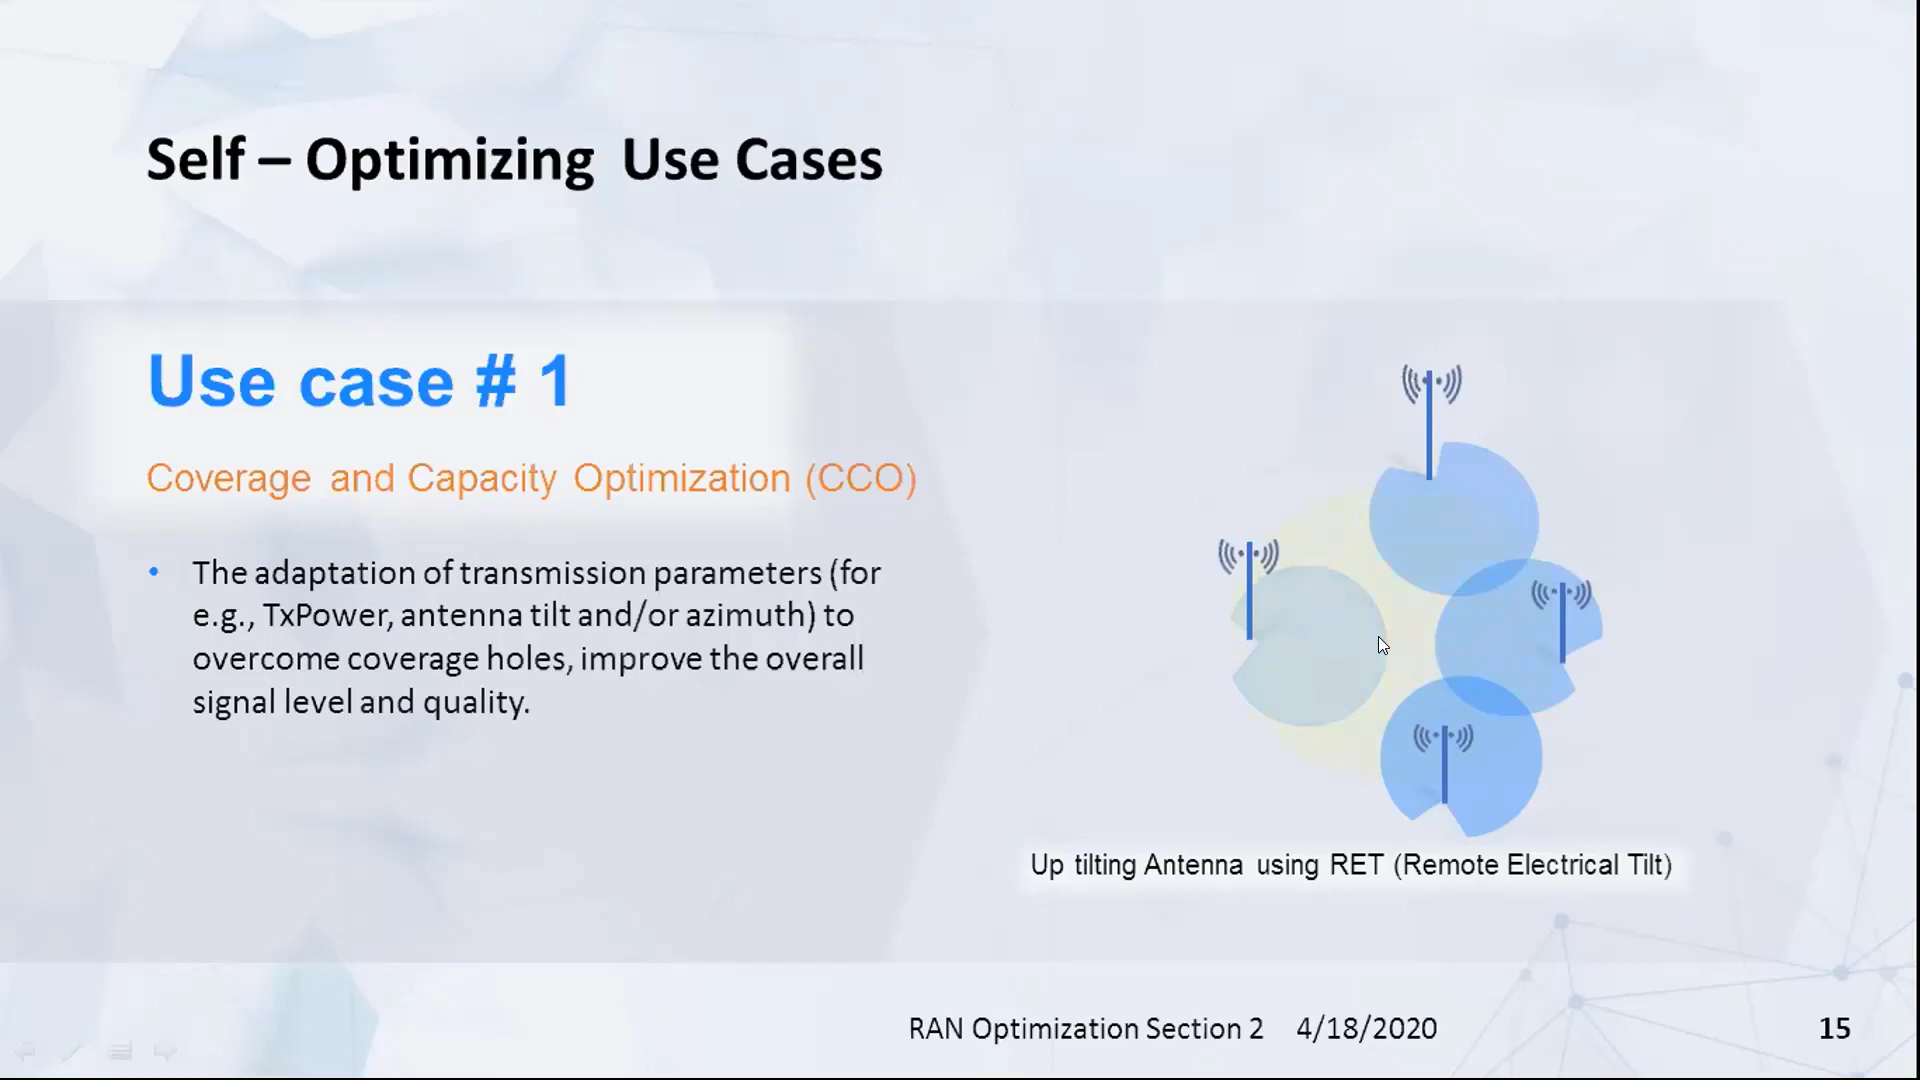 Self – Optimizing Use Cases
Use case # 1
Coverage and Capacity Optimization (CCO)
• The adaptation of transmission parameters (for
e.g., TxPower, antenna tilt and/or azimuth) to
overcome coverage holes, improve the overall
signal level and quality.
Up tilting Antenna using RET (Remote Electrical Tilt)
RAN Optimization Section 2 4/18/2020 15